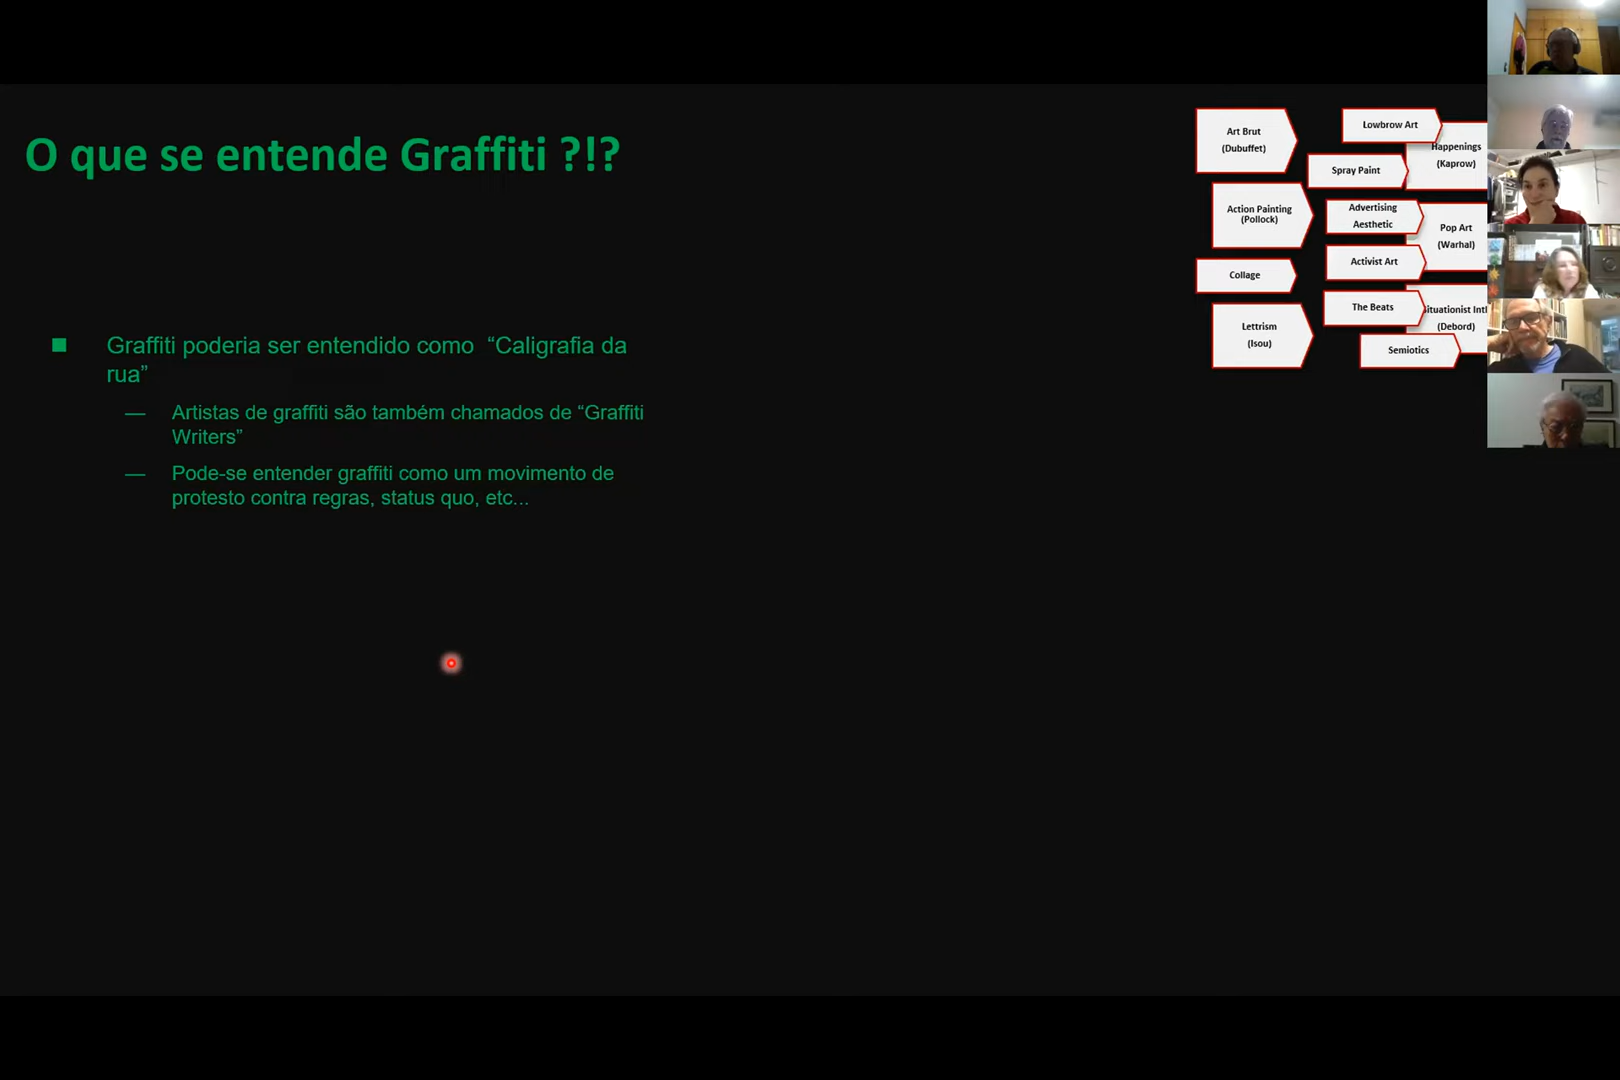 O que se entende Graffiti ?!?
Graffiti poderia ser entendido como “Caligrafia da
rua”
— Artistas de graffiti são também chamados de “Graffiti
Writers”
— Pode-se entender graffiti como um movimento de
protesto contra regras, status quo, etc...
Art Brut
(Dubuffet)
Lowbrow Art
Happenings
(Kaprow)
Spray Paint
Action Painting
(Pollock)
Advertising
Aesthetic
Pop Art
(Warhal)
Activist Art
Collage
The Beats
ituationist Intl
(Debord)
Lettrism
(Isou)
Semiotics